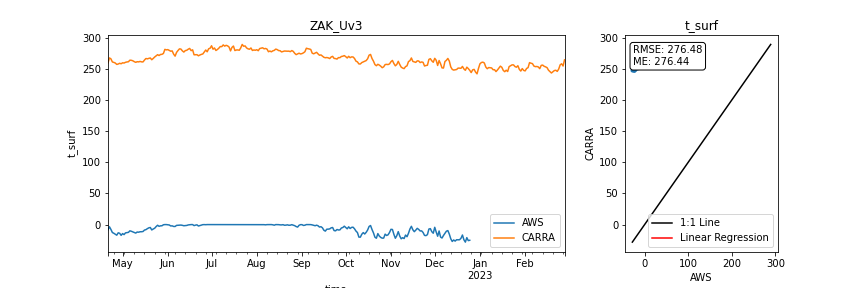 ZAK_Uv3
t_surf
300
250
200
150
100
50
0
t_surf
AWS
CARRA
May
Jun
Jul
Aug
Sep
Oct
Nov
Dec
Jan
2023
Feb
time
RMSE: 276.48
ME: 276.44
300
250
200
150
100
50
0
CARRA
1:1 Line
Linear Regression
0
100
200
300
AWS